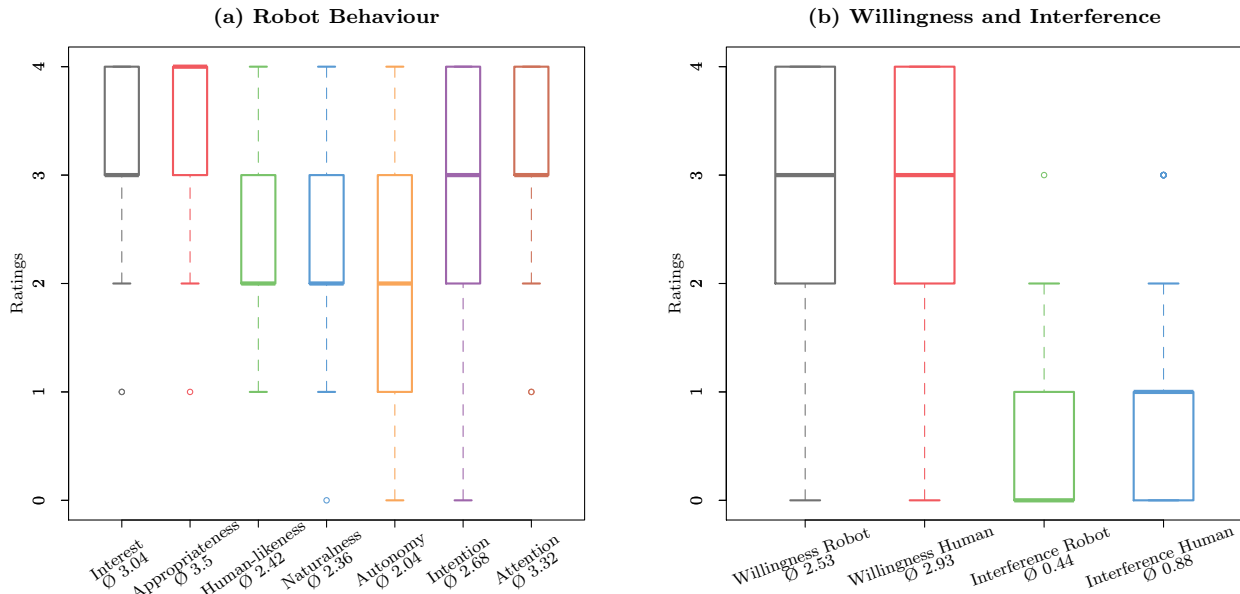 (a) Robot Behaviour
Ratings
4
3
2
1
0
Interest
Ø 3.04
Appropriateness
Ø 3.5
Human-likeness
Ø 2.42
Naturalness
Ø 2.36
Autonomy
Ø 2.04
Intention
Ø 2.68
Attention
Ø 3.32
(b) Willingness and Interference
Ratings
4
3
2
1
0
Willingness Robot
Ø 2.53
Willingness Human
Ø 2.93
Interference Robot
Ø 0.44
Interference Human
Ø 0.88